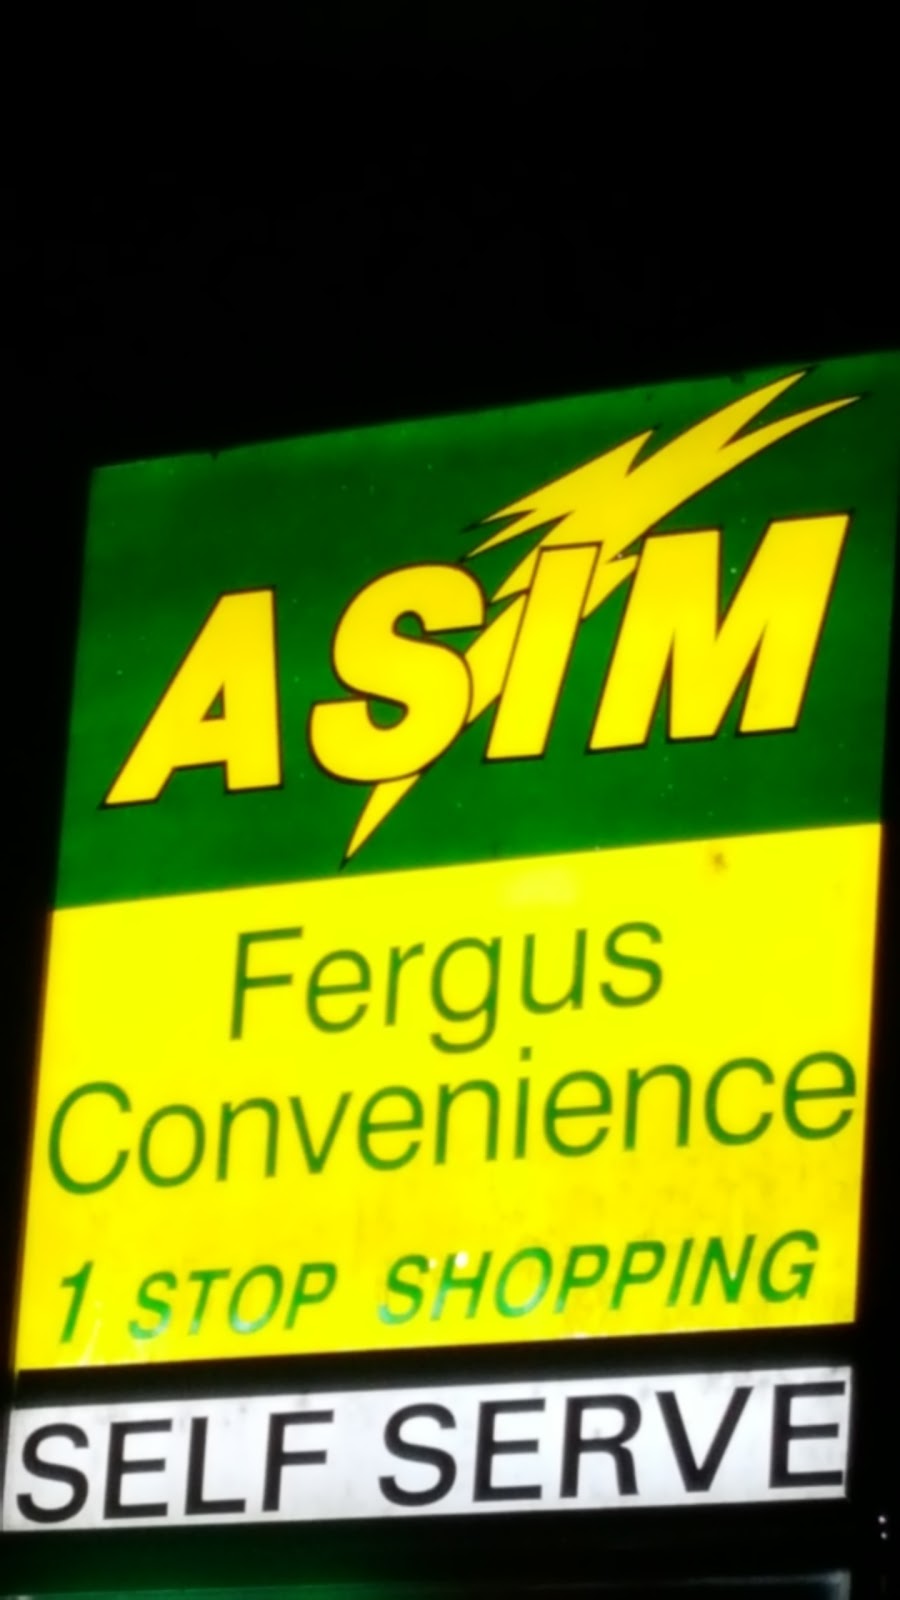 ASIM
Fergus
Convenience
1 STOP SHOPPING
SELF SERVE